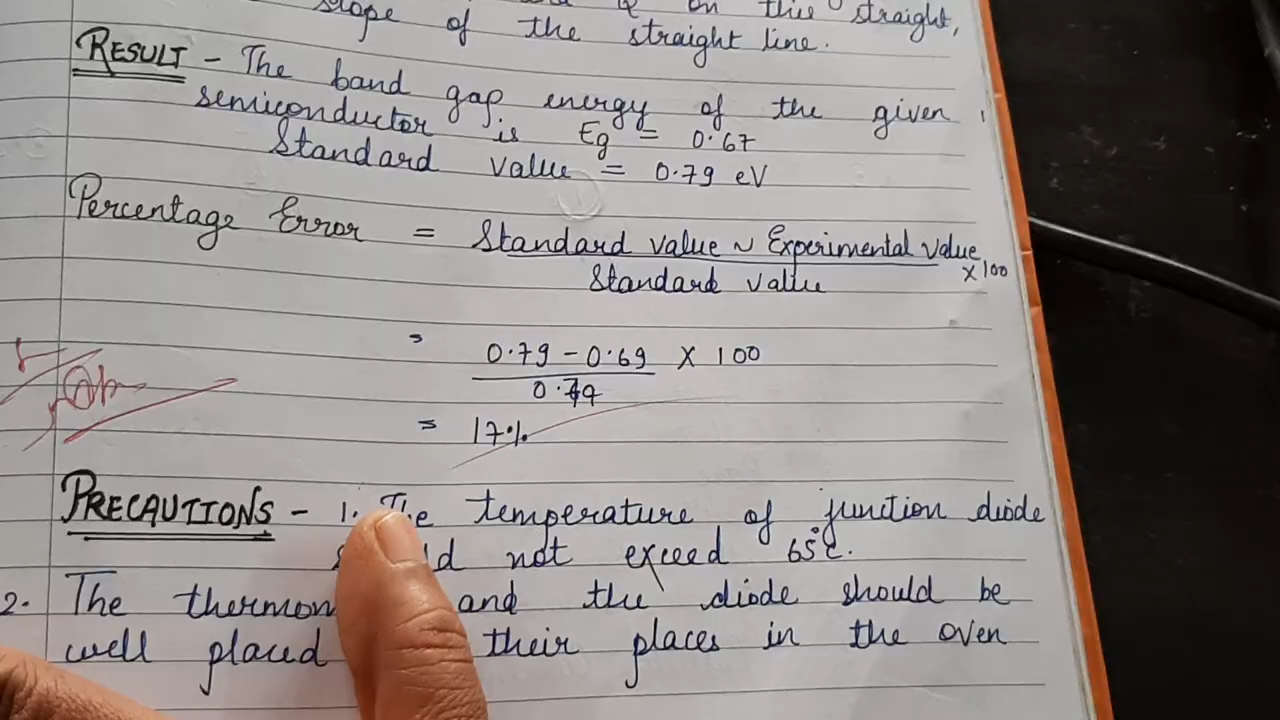 slope of the straight line.
on this straight,
RESULT - The band gap energy of the given
semiconductor is Eg = 0.67
Standard value = 0.79 eV
Percentage Error = Standard value ~ Experimental value
Standard value
x 100
= 0.79 - 0.69 x 100
0.79
= 17%
PRECAUTIONS - 1. The temperature of junction diode
not exceed 65°C.
2. The and the diode should be
well placed their places in the oven